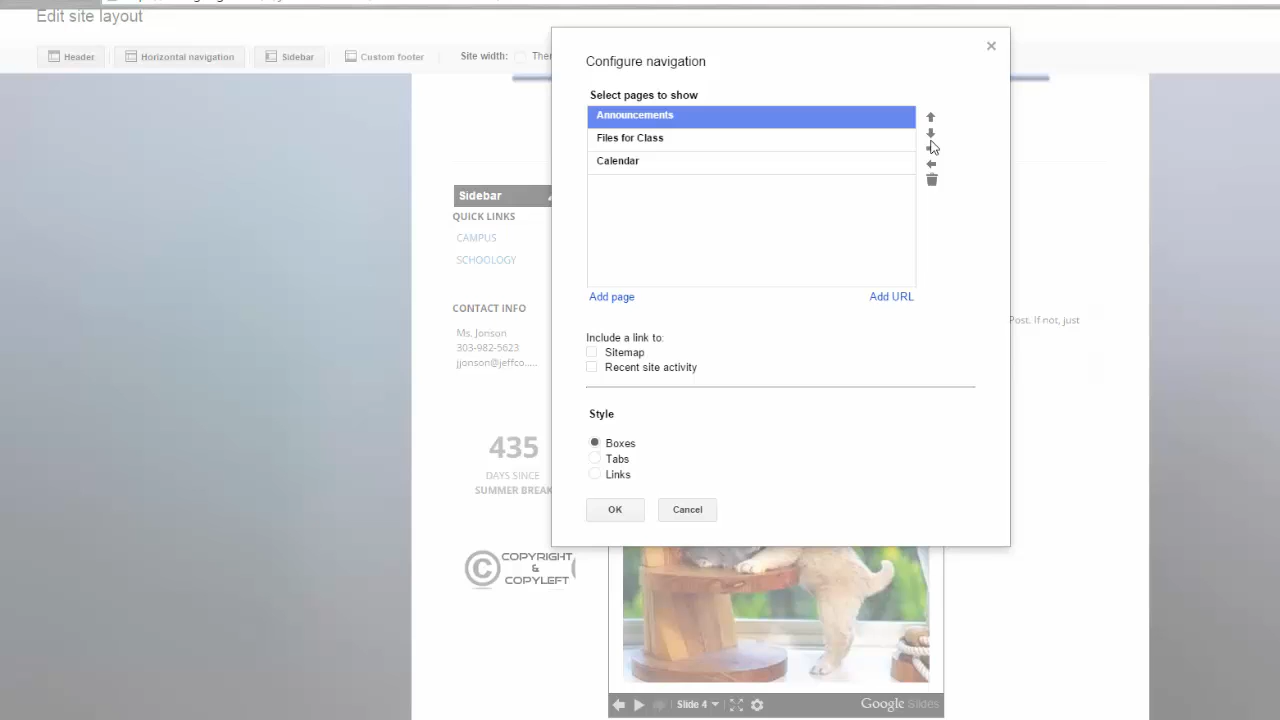 Edit site layout
Header
Horizontal navigation
Sidebar
Custom footer
Site width:
Configure navigation
Select pages to show
Announcements
Files for Class
Calendar
Add page
Add URL
Include a link to:
Sitemap
Recent site activity
Style
Boxes
Tabs
Links
OK
Cancel
Sidebar
QUICK LINKS
CAMPUS
SCHOOLOGY
CONTACT INFO
Ms. Jonson
303-982-5623
jjonson@jeffco.....
435
DAYS SINCE
SUMMER BREAK
COPYRIGHT
&
COPYLEFT
Post. If not, just
Slide 4
Google Slides